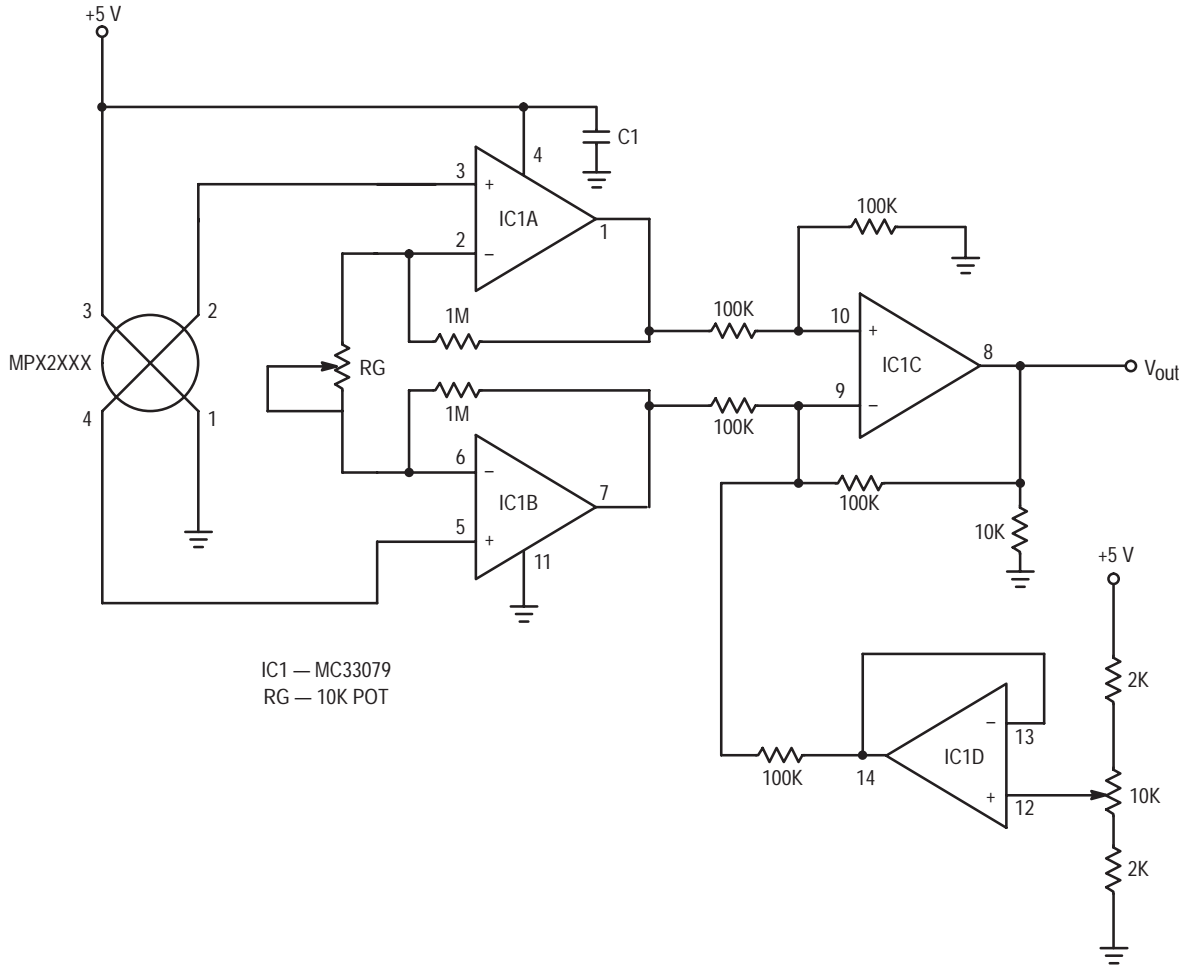 +5 V
C1
4
3
+
IC1A
1
2
−
100K
3
2
1M
100K
10
+
MPX2XXX
RG
IC1C
8
Vout
4
1
1M
100K
9
−
6
−
IC1B
7
100K
5
+
11
10K
+5 V
IC1 — MC33079
RG — 10K POT
2K
−
13
IC1D
100K
14
+
12
10K
2K